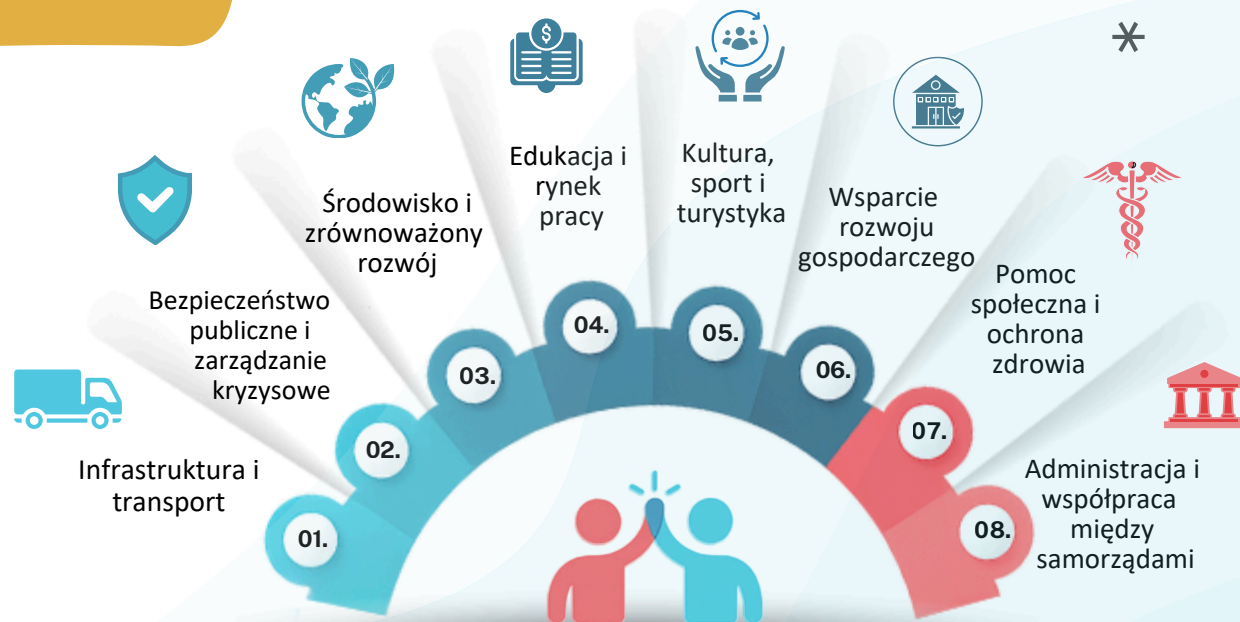 01.
Infrastruktura i
transport
02.
Bezpieczeństwo
publiczne i
zarządzanie
kryzysowe
03.
Środowisko i
zrównoważony
rozwój
04.
Edukacja i
rynek
pracy
05.
Kultura,
sport i
turystyka
06.
Wsparcie
rozwoju
gospodarczego
07.
Pomoc
społeczna i
ochrona
zdrowia
08.
Administracja i
współpraca
między
samorządami
$